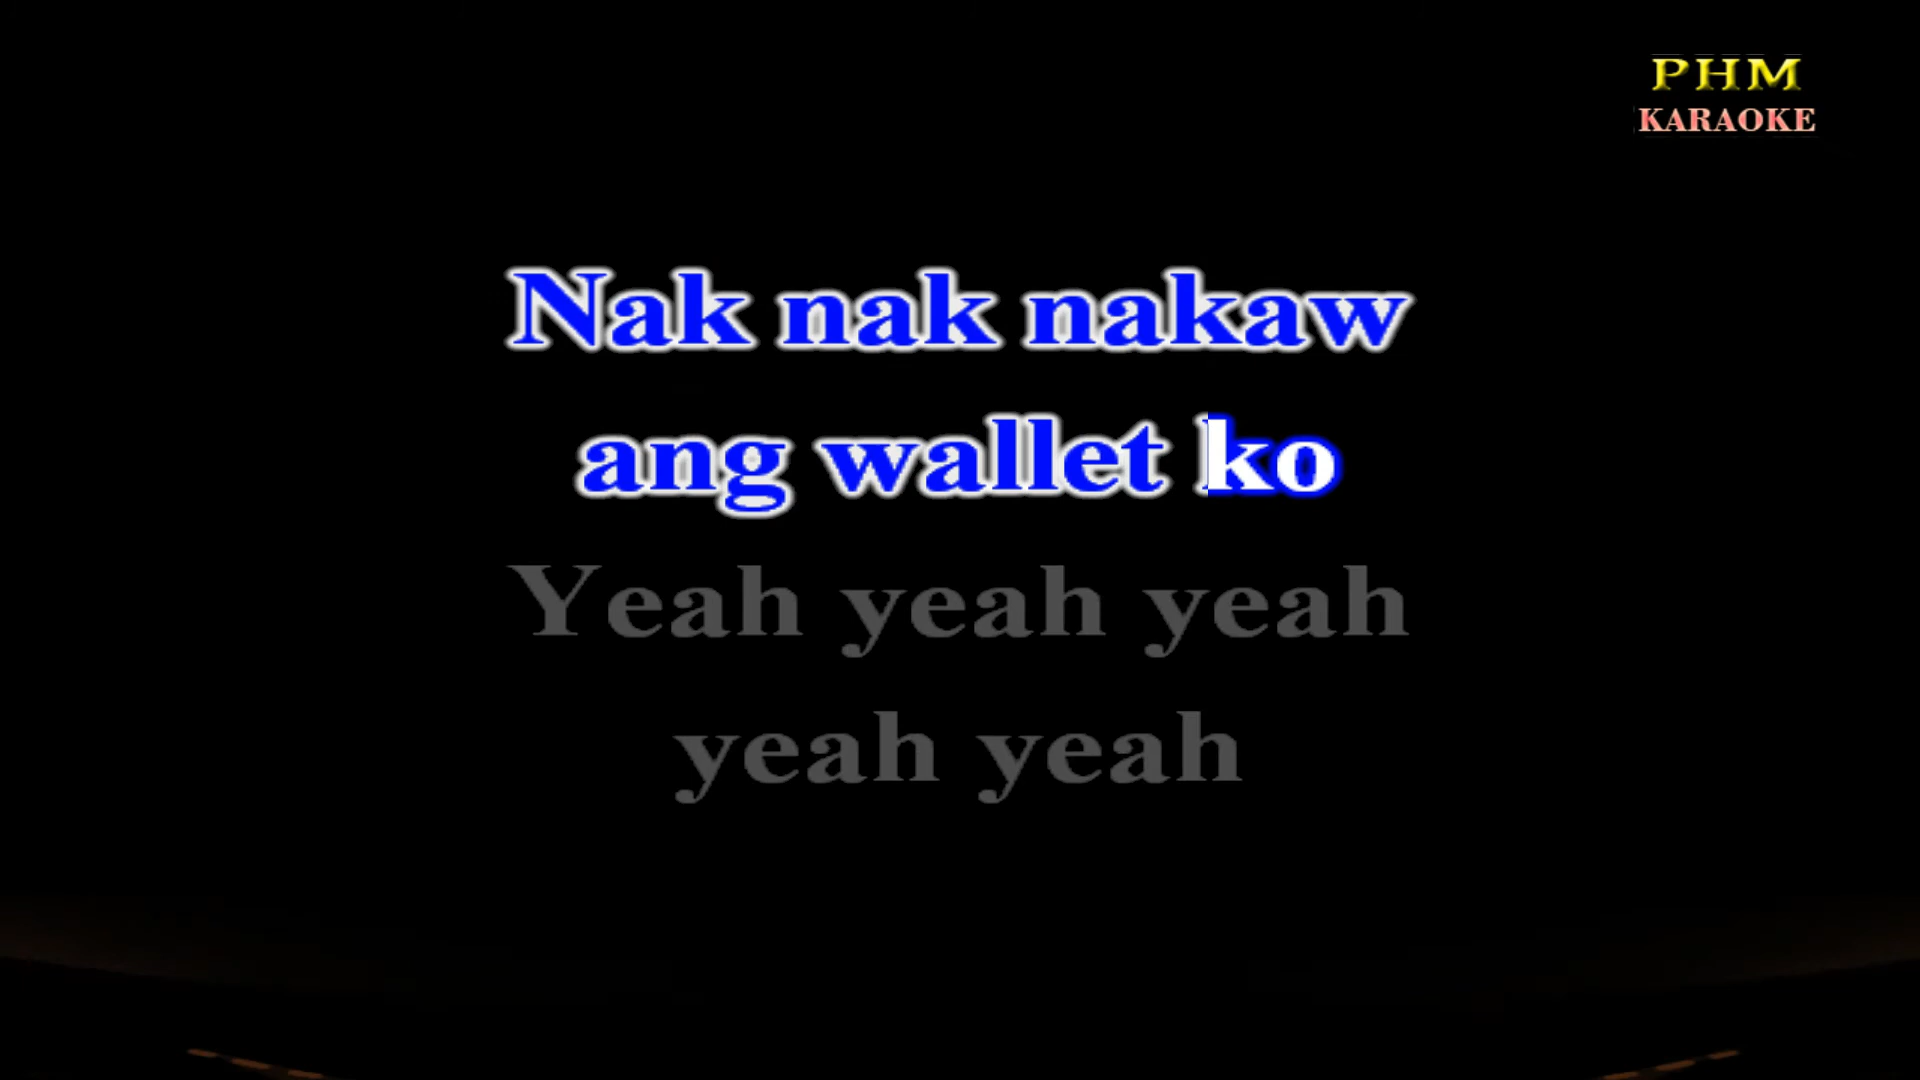 PHM
KARAOKE
Nak nak nakaw
ang wallet ko
Yeah yeah yeah
yeah yeah